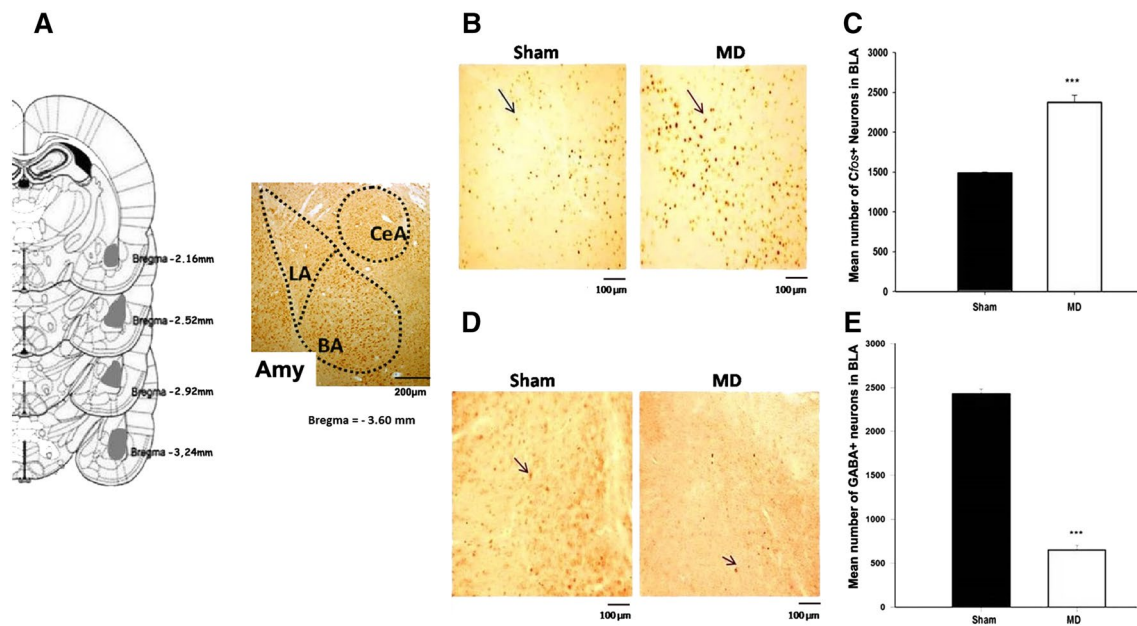 A
Bregma -2.16mm
Bregma -2.52mm
Bregma -2.92mm
Bregma -3,24mm
CeA
LA
BA
Amy
200µm
Bregma = - 3.60 mm
B
Sham
MD
100µm
100µm
C
Mean number of Cfos+ Neurons in BLA
3000
2500
2000
1500
1000
500
0
***
Sham
MD
D
Sham
MD
100µm
100µm
E
Mean number of GABA+ neurons in BLA
3000
2500
2000
1500
1000
500
0
***
Sham
MD